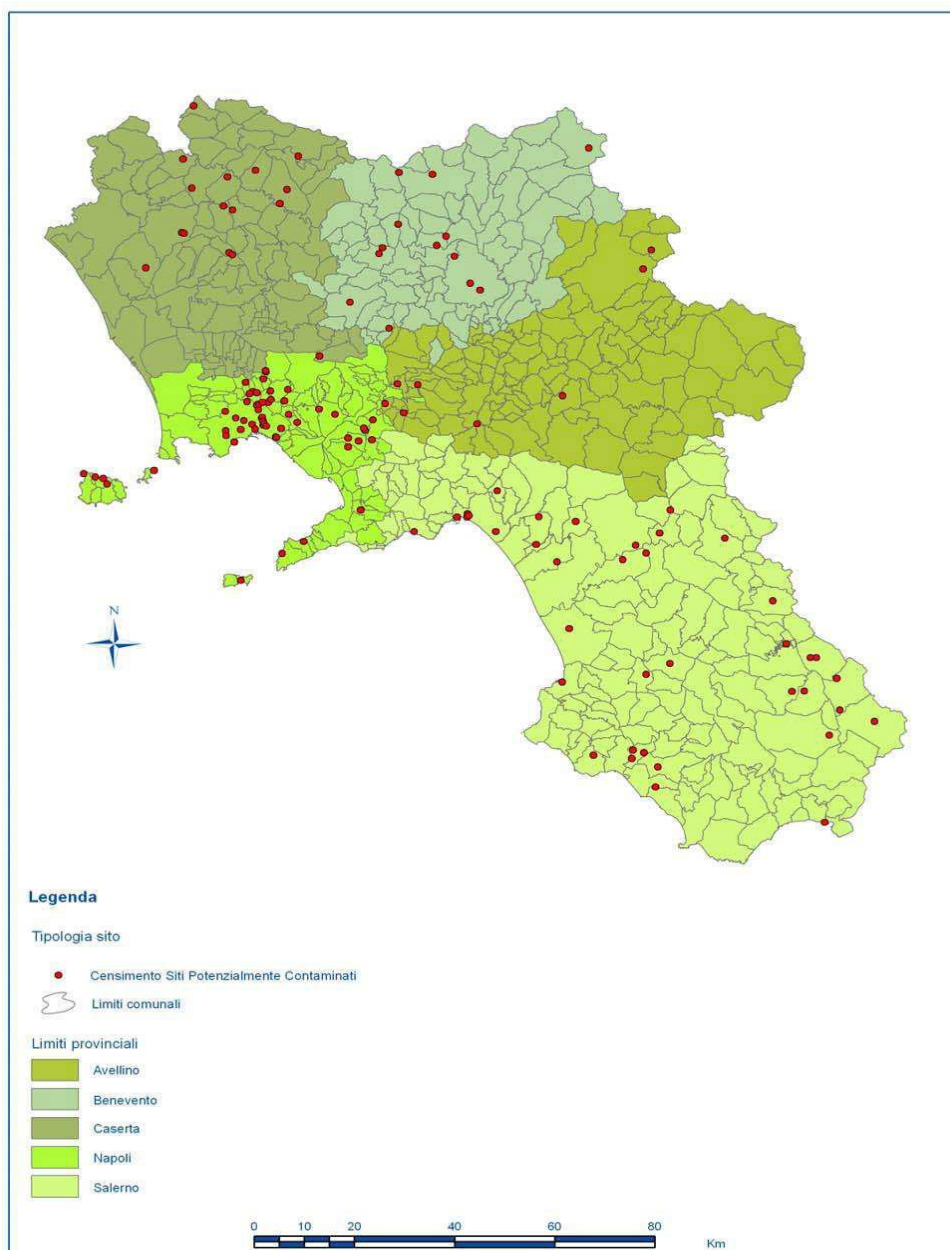 N
Legenda
Tipologia sito
Censimento Siti Potenzialmente Contaminati
Limiti comunali
Limiti provinciali
Avellino
Benevento
Caserta
Napoli
Salerno
0 10 20 40 60 80
Km